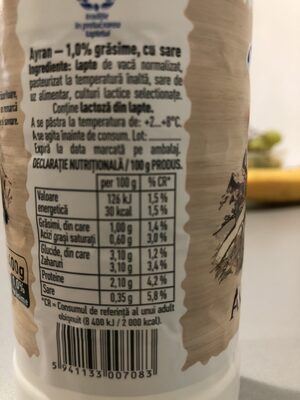 tradiție
în prelucrarea
laptelui
Ayran – 1,0% grăsime, cu sare
Ingrediente: lapte de vacă normalizat,
pasteurizat la temperatură înaltă, sare de
uz alimentar, culturi lactice selecționate.
Conține lactoză din lapte.
A se păstra la temperatura de: +2...+8°C.
A se agita înainte de consum. Lot:
Expiră la data marcată pe ambalaj.
DECLARAȚIE NUTRIȚIONALĂ / 100 g PRODUS.
per 100 g % CR*
Valoare 126 kJ 1,5 %
energetică 30 kcal 1,5 %
Grăsimi, din care 1,00 g 1,4 %
Acizi grași saturați 0,60 g 3,0 %
Glucide, din care 3,10 g 1,2 %
Zaharuri 3,10 g 3,4 %
Proteine 2,10 g 4,2 %
Sare 0,35 g 5,8 %
*CR = Consumul de referință al unui adult
obișnuit (8 400 kJ / 2 000 kcal).
5 941133 007083